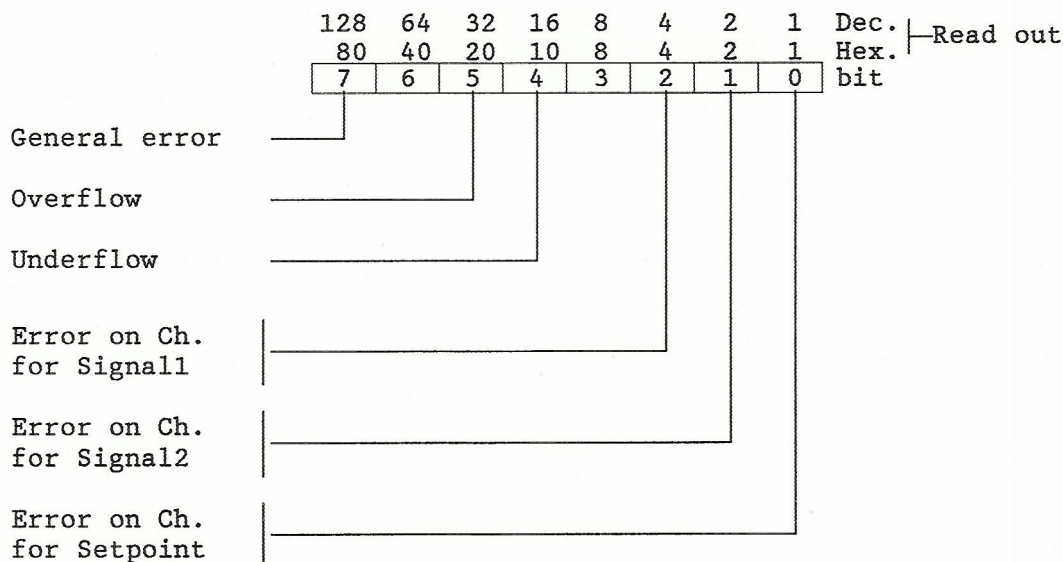 128 64 32 16 8 4 2 1 Dec.
Read out
80 40 20 10 8 4 2 1 Hex.
7 6 5 4 3 2 1 0 bit
General error
Overflow
Underflow
Error on Ch.
for Signal1
Error on Ch.
for Signal2
Error on Ch.
for Setpoint